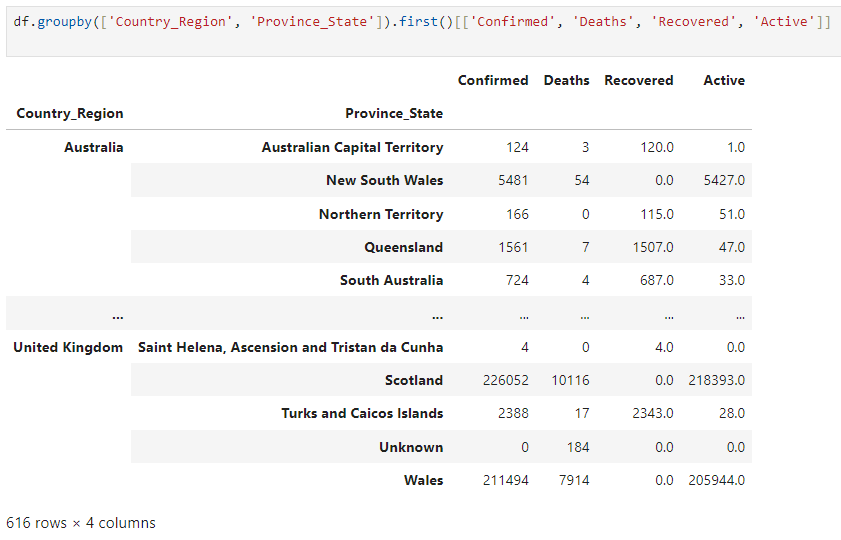 df.groupby(['Country_Region', 'Province_State']).first()[['Confirmed', 'Deaths', 'Recovered', 'Active']]
Confirmed Deaths Recovered Active
Country_Region Province_State
Australia Australian Capital Territory 124 3 120.0 1.0
New South Wales 5481 54 0.0 5427.0
Northern Territory 166 0 115.0 51.0
Queensland 1561 7 1507.0 47.0
South Australia 724 4 687.0 33.0
... ... ... ... ... ...
United Kingdom Saint Helena, Ascension and Tristan da Cunha 4 0 4.0 0.0
Scotland 226052 10116 0.0 218393.0
Turks and Caicos Islands 2388 17 2343.0 28.0
Unknown 0 184 0.0 0.0
Wales 211494 7914 0.0 205944.0
616 rows × 4 columns